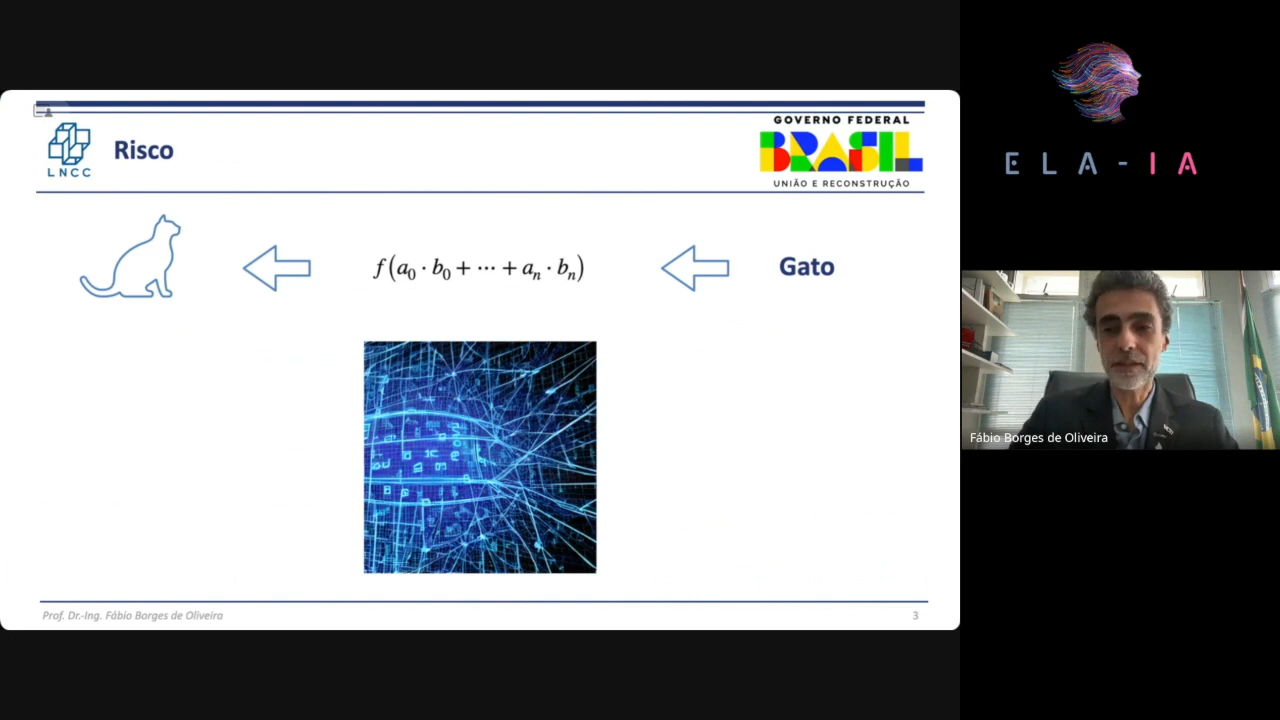 LNCC
Risco
GOVERNO FEDERAL
BRASIL
UNIÃO E RECONSTRUÇÃO
f(a₀ · b₀ + ··· + aₙ · bₙ)
Gato
Prof. Dr.-Ing. Fábio Borges de Oliveira
3
ELA-IA
Fábio Borges de Oliveira